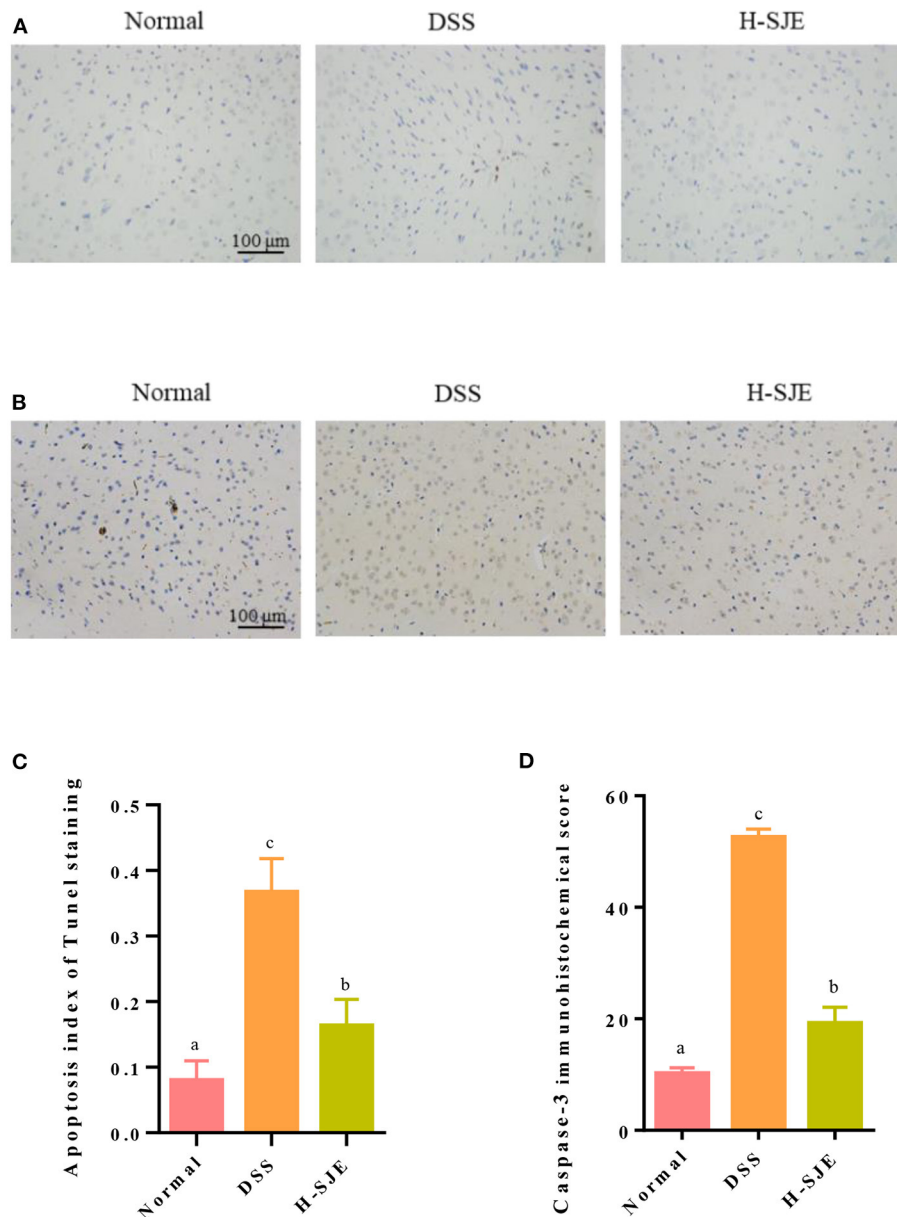 A
Normal DSS H-SJE
100 µm
B
Normal DSS H-SJE
100 µm
C
Apoptosis index of Tunel staining
0.5
0.4
0.3
0.2
0.1
0.0
a
c
b
Normal
DSS
H-SJE
D
Caspase-3 immunohistochemical score
60
40
20
0
a
c
b
Normal
DSS
H-SJE